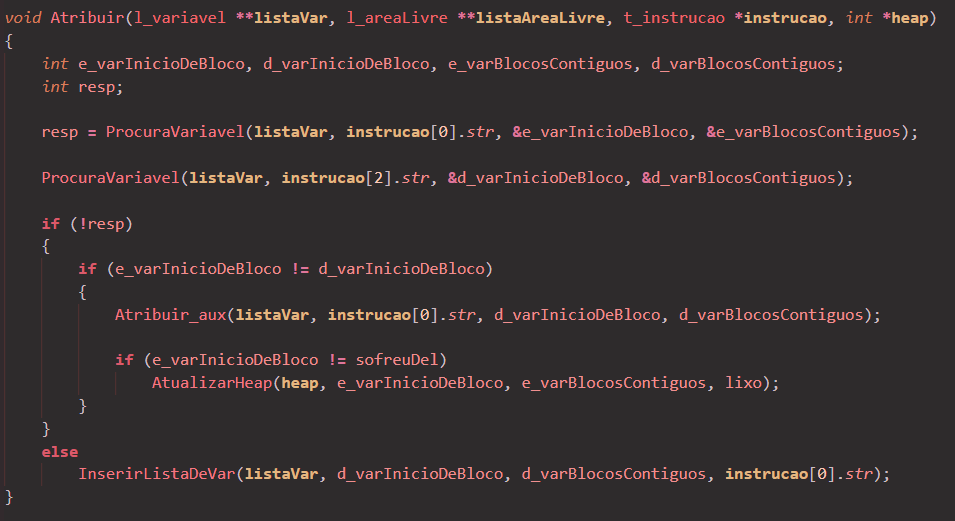 void Atribuir(l_variavel **listaVar, l_areaLivre **listaAreaLivre, t_instrucao *instrucao, int *heap)
{
    int e_varInicioDeBloco, d_varInicioDeBloco, e_varBlocosContiguos, d_varBlocosContiguos;
    int resp;

    resp = ProcuraVariavel(listaVar, instrucao[0].str, &e_varInicioDeBloco, &e_varBlocosContiguos);

    ProcuraVariavel(listaVar, instrucao[2].str, &d_varInicioDeBloco, &d_varBlocosContiguos);

    if (!resp)
    {
        if (e_varInicioDeBloco != d_varInicioDeBloco)
        {
            Atribuir_aux(listaVar, instrucao[0].str, d_varInicioDeBloco, d_varBlocosContiguos);

            if (e_varInicioDeBloco != sofreuDel)
                AtualizarHeap(heap, e_varInicioDeBloco, e_varBlocosContiguos, lixo);
        }
    }
    else
        InserirListaDeVar(listaVar, d_varInicioDeBloco, d_varBlocosContiguos, instrucao[0].str);
}